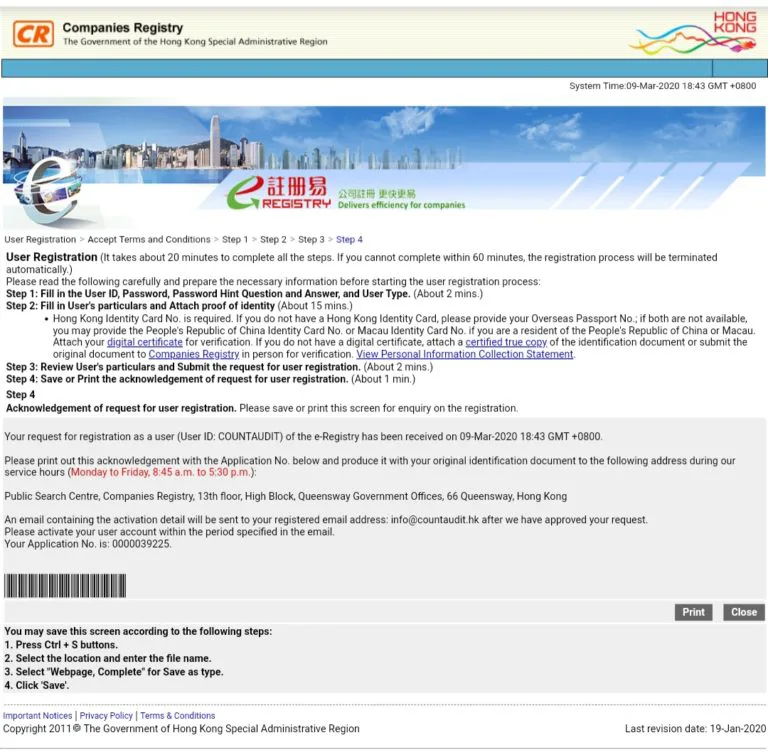 CR
Companies Registry
The Government of the Hong Kong Special Administrative Region
HONG
KONG
System Time:09-Mar-2020 18:43 GMT +0800
e
註冊易
REGISTRY
公司註冊 更快更易
Delivers efficiency for companies
User Registration > Accept Terms and Conditions > Step 1 > Step 2 > Step 3 > Step 4
User Registration (It takes about 20 minutes to complete all the steps. If you cannot complete within 60 minutes, the registration process will be terminated
automatically.)
Please read the following carefully and prepare the necessary information before starting the user registration process:
Step 1: Fill in the User ID, Password, Password Hint Question and Answer, and User Type. (About 2 mins.)
Step 2: Fill in User's particulars and Attach proof of identity (About 15 mins.)
• Hong Kong Identity Card No. is required. If you do not have a Hong Kong Identity Card, please provide your Overseas Passport No.; if both are not available,
you may provide the People's Republic of China Identity Card No. or Macau Identity Card No. if you are a resident of the People's Republic of China or Macau.
Attach your digital certificate for verification. If you do not have a digital certificate, attach a certified true copy of the identification document or submit the
original document to Companies Registry in person for verification. View Personal Information Collection Statement.
Step 3: Review User's particulars and Submit the request for user registration. (About 2 mins.)
Step 4: Save or Print the acknowledgement of request for user registration. (About 1 min.)
Step 4
Acknowledgement of request for user registration. Please save or print this screen for enquiry on the registration.
Your request for registration as a user (User ID: COUNTAUDIT) of the e-Registry has been received on 09-Mar-2020 18:43 GMT +0800.
Please print out this acknowledgement with the Application No. below and produce it with your original identification document to the following address during our
service hours (Monday to Friday, 8:45 a.m. to 5:30 p.m.):
Public Search Centre, Companies Registry, 13th floor, High Block, Queensway Government Offices, 66 Queensway, Hong Kong
An email containing the activation detail will be sent to your registered email address: info@countaudit.hk after we have approved your request.
Please activate your user account within the period specified in the email.
Your Application No. is: 0000039225.
Print Close
You may save this screen according to the following steps:
1. Press Ctrl + S buttons.
2. Select the location and enter the file name.
3. Select "Webpage, Complete" for Save as type.
4. Click 'Save'.
Important Notices | Privacy Policy | Terms & Conditions
Copyright 2011© The Government of Hong Kong Special Administrative Region
Last revision date: 19-Jan-2020